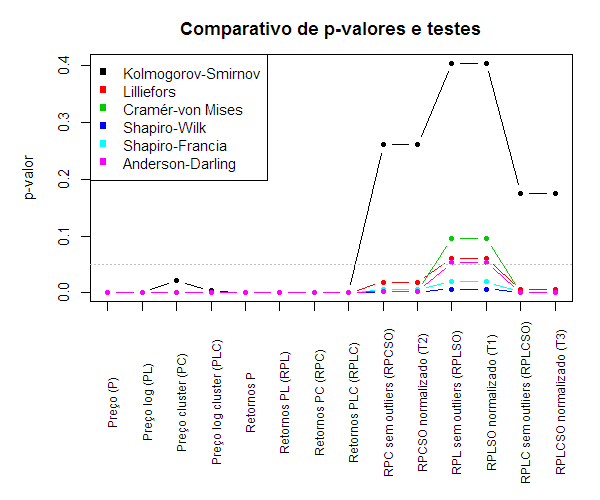 Comparativo de p-valores e testes
Kolmogorov-Smirnov
Lilliefors
Cramér-von Mises
Shapiro-Wilk
Shapiro-Francia
Anderson-Darling
p-valor
0.4
0.3
0.2
0.1
0.0
Preço (P)
Preço log (PL)
Preço cluster (PC)
Preço log cluster (PLC)
Retornos P
Retornos PL (RPL)
Retornos PC (RPC)
Retornos PLC (RPLC)
RPC sem outliers (RPCSO)
RPCSO normalizado (T2)
RPL sem outliers (RPLSO)
RPLSO normalizado (T1)
RPLC sem outliers (RPLCSO)
RPLCSO normalizado (T3)